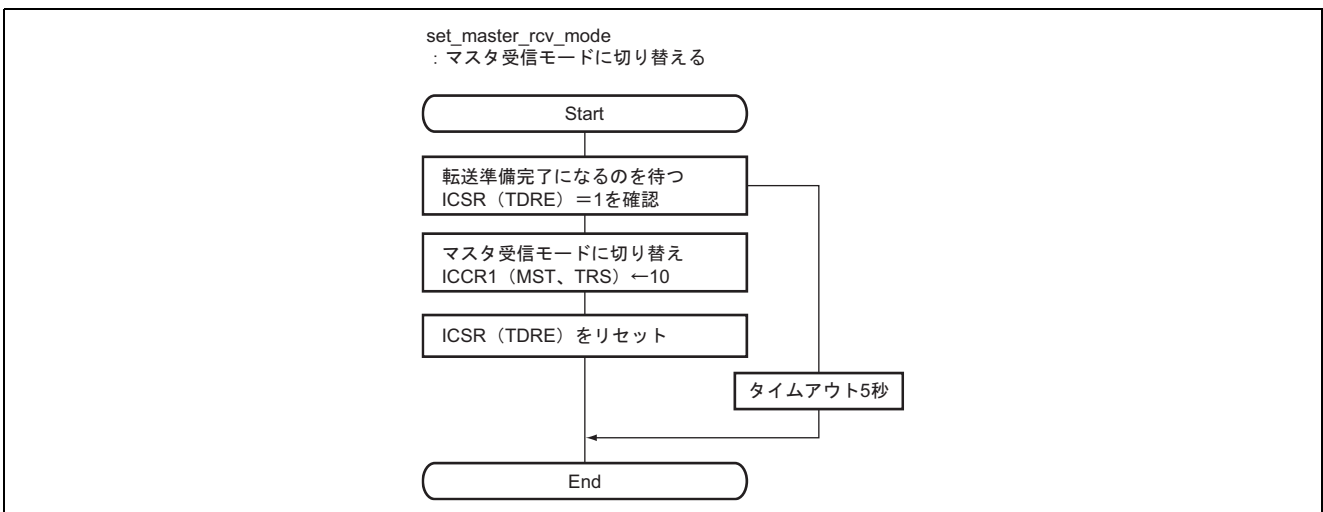 set_master_rcv_mode
：マスタ受信モードに切り替える
Start
転送準備完了になるのを待つ
ICSR（TDRE）＝1を確認
マスタ受信モードに切り替え
ICCR1（MST、TRS）←10
ICSR（TDRE）をリセット
タイムアウト5秒
End